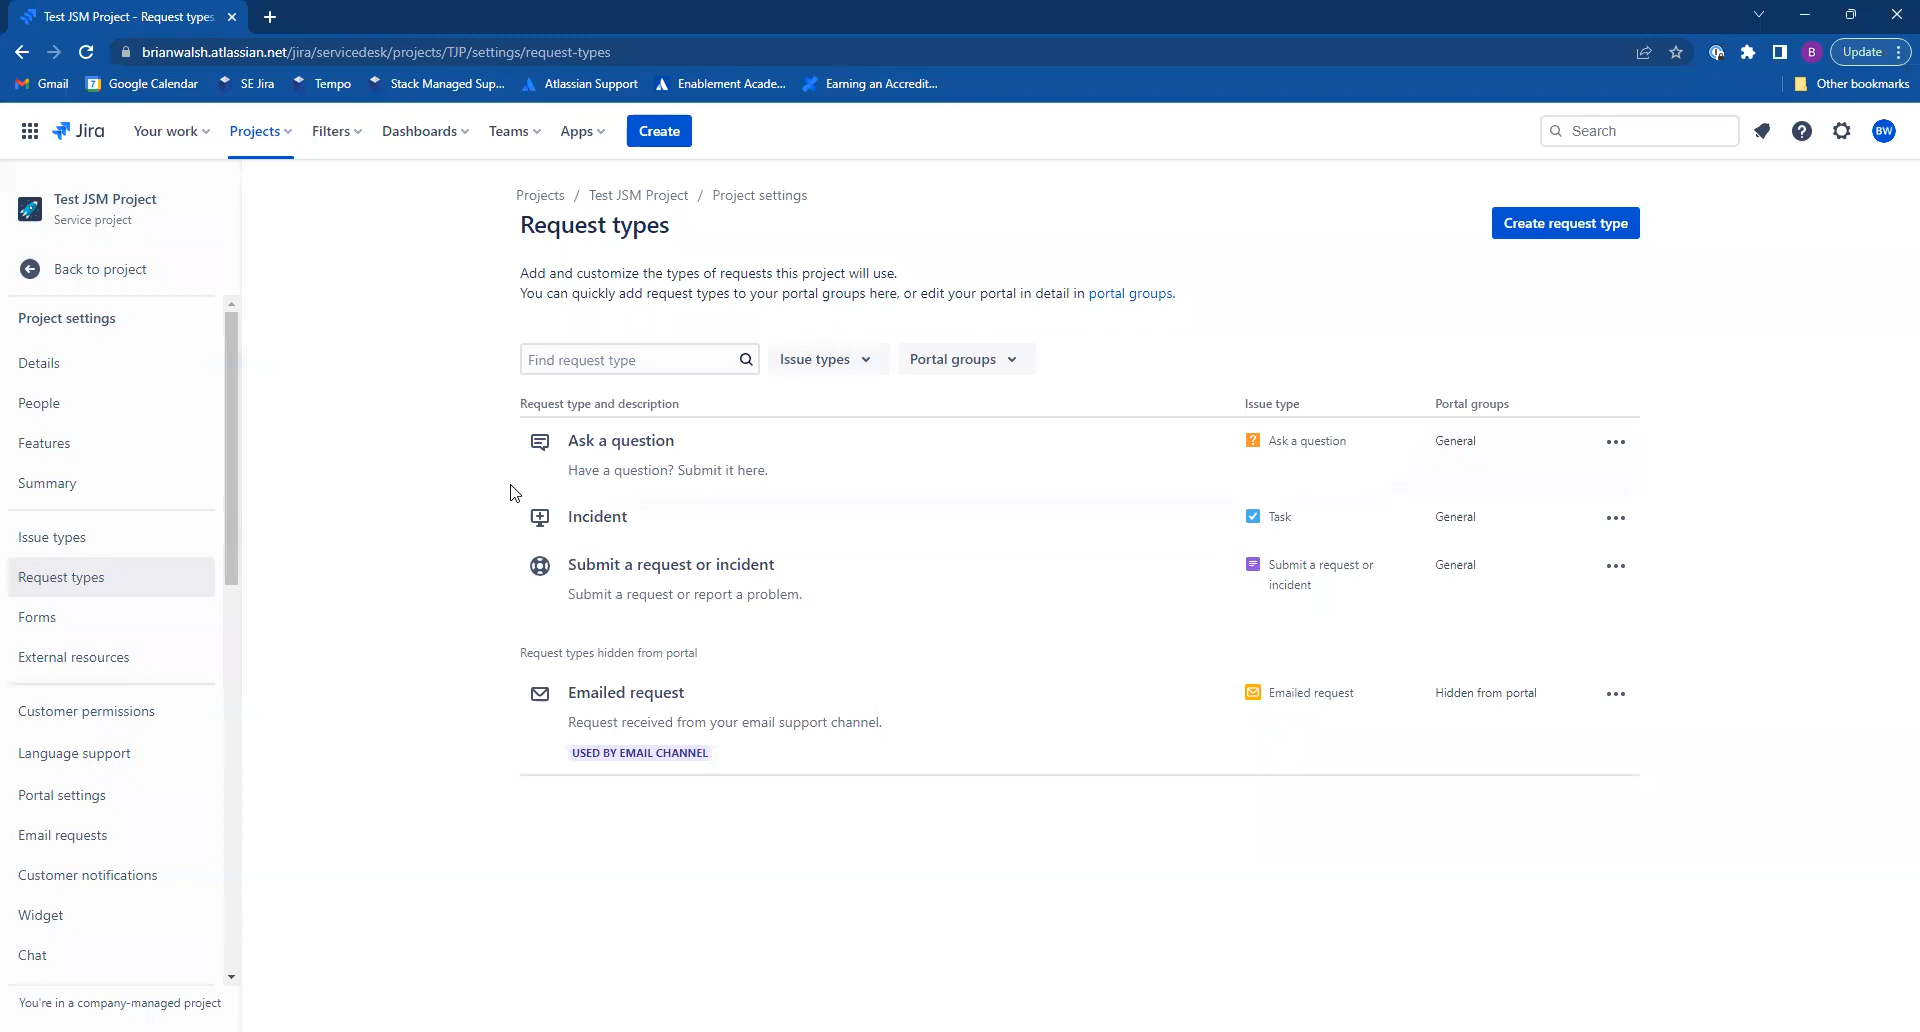 Test JSM Project - Request types
brianwalsh.atlassian.net/jira/servicedesk/projects/TJP/settings/request-types
B
Update
Gmail
7
Google Calendar
SE Jira
Tempo
Stack Managed Sup...
Atlassian Support
Enablement Acade...
Earning an Accredit...
Other bookmarks
Jira
Your work
Projects
Filters
Dashboards
Teams
Apps
Create
Search
BW
Test JSM Project
Service project
Back to project
Project settings
Details
People
Features
Summary
Issue types
Request types
Forms
External resources
Customer permissions
Language support
Portal settings
Email requests
Customer notifications
Widget
Chat
You're in a company-managed project
Projects / Test JSM Project / Project settings
Request types
Create request type
Add and customize the types of requests this project will use.
You can quickly add request types to your portal groups here, or edit your portal in detail in portal groups.
Find request type
Issue types
Portal groups
Request type and description
Issue type
Portal groups
Ask a question
Have a question? Submit it here.
Ask a question
General
Incident
Task
General
Submit a request or incident
Submit a request or report a problem.
Submit a request or
incident
General
Request types hidden from portal
Emailed request
Request received from your email support channel.
USED BY EMAIL CHANNEL
Emailed request
Hidden from portal